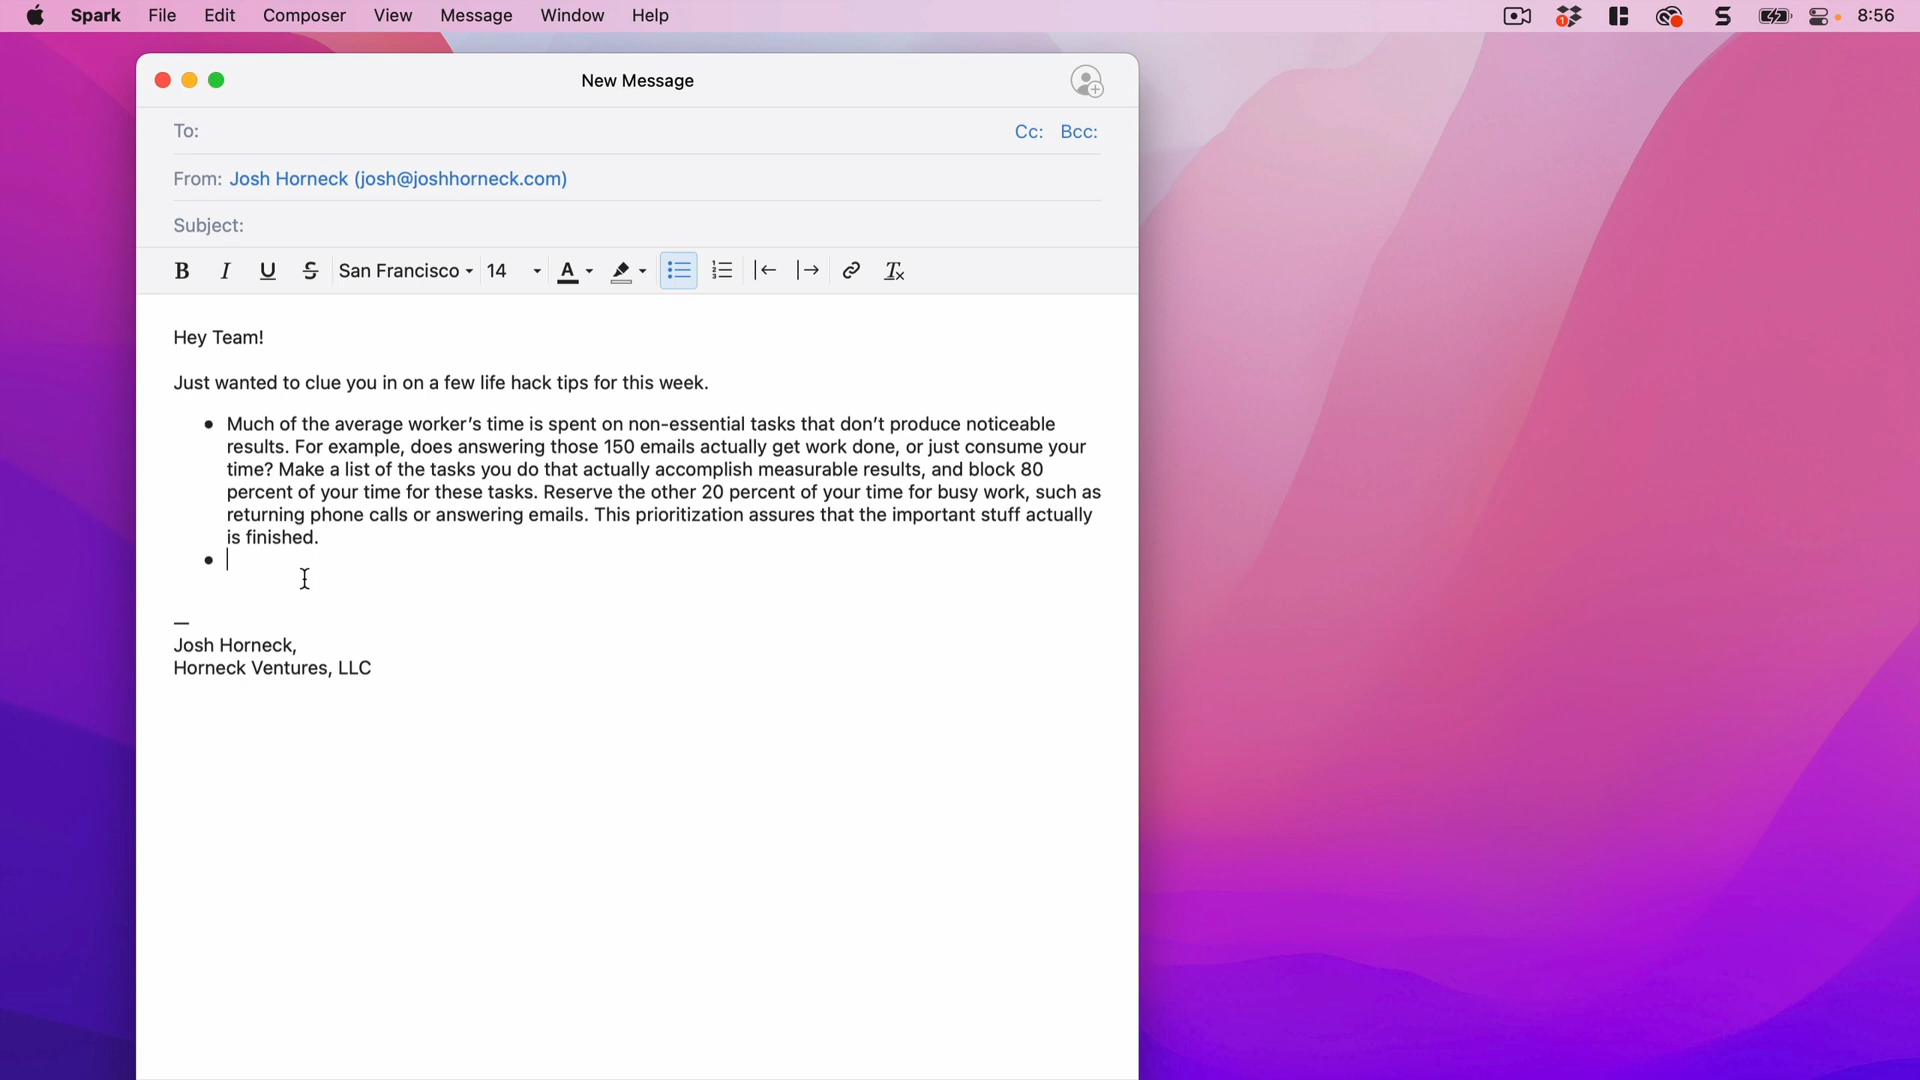 Spark File Edit Composer View Message Window Help 8:56
New Message
To: Cc: Bcc:
From: Josh Horneck (josh@joshhorneck.com)
Subject:
B I U S San Francisco 14 A
Hey Team!
Just wanted to clue you in on a few life hack tips for this week.
• Much of the average worker’s time is spent on non-essential tasks that don’t produce noticeable
results. For example, does answering those 150 emails actually get work done, or just consume your
time? Make a list of the tasks you do that actually accomplish measurable results, and block 80
percent of your time for these tasks. Reserve the other 20 percent of your time for busy work, such as
returning phone calls or answering emails. This prioritization assures that the important stuff actually
is finished.
•
—
Josh Horneck,
Horneck Ventures, LLC